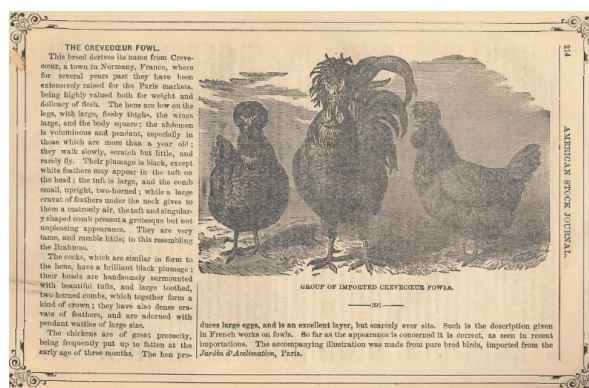 THE CREVECŒUR FOWL.
This breed derives its name from Creve-
cœur, a town in Normany, France, where
for several years past they have been
extensively raised for the Paris markets,
being highly valued both for weight and
delicacy of flesh. The hens are low on the
legs, with large, fleshy thighs, the wings
large, and the body square; the abdomen
is voluminous and pendant, especially in
those which are more than a year old;
they walk slowly, scratch but little, and
rarely fly. Their plumage is black, except
white feathers may appear in the tuft on
the head; the tuft is large, and the comb
small, upright, two-horned; while a large
cravat of feathers under the neck gives to
them a matronly air, the tuft and singular-
y shaped comb present a grotesque but not
unpleasing appearance. They are very
tame, and ramble little; in this resembling
the Brahmas.
The cocks, which are similar in form to
the hens, have a brilliant black plumage;
their heads are handsomely surmounted
with beautiful tufts, and large toothed,
two horned combs, which together form a
kind of crown; they have also dense cra-
vats of feathers, and are adorned with
pendant wattles of large size.
The chickens are of great precocity,
being frequently put up to fatten at the
early age of three months. The hen pro-
GROUP OF IMPORTED CREVECŒUR FOWLS.
:o:
duces large eggs, and is an excellent layer, but scarcely ever sits. Such is the description given
in French works on fowls. So far as the appearance is concerned it is correct, as seen in recent
importations. The accompanying illustration was made from pure bred birds, imported from the
Jardin d'Acclimation, Paris.
214
AMERICAN STOCK JOURNAL.